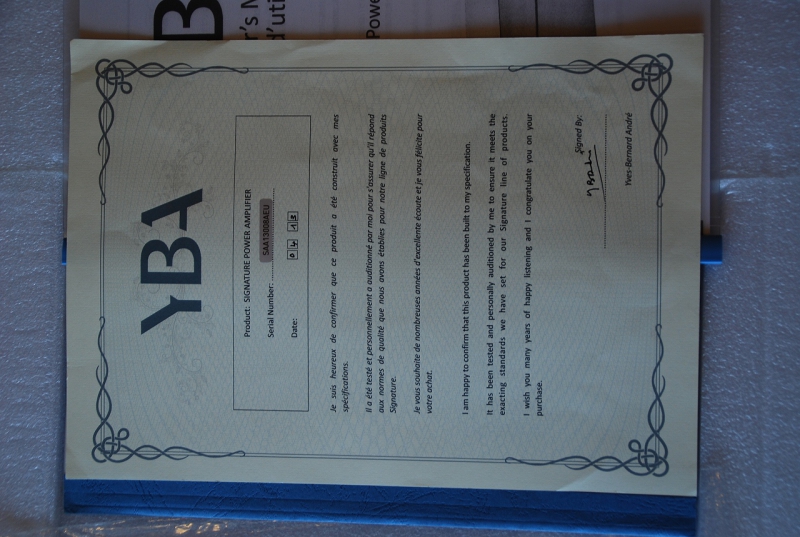 YBA
Product: SIGNATURE POWER AMPLIFIER
Serial Number: SAA13008AEU
Date: 04 13
Je suis heureux de confirmer que ce produit a été construit avec mes
spécifications.
Il a été testé et personnellement a auditionné par moi pour s'assurer qu'il répond
aux normes de qualité que nous avons établies pour notre ligne de produits
Signature.
Je vous souhaite de nombreuses années d'excellente écoute et je vous félicite pour
votre achat.
I am happy to confirm that this product has been built to my specification.
It has been tested and personally auditioned by me to ensure it meets the
exacting standards we have set for our Signature line of products.
I wish you many years of happy listening and I congratulate you on your
purchase.
Signed By:
Yves-Bernard André